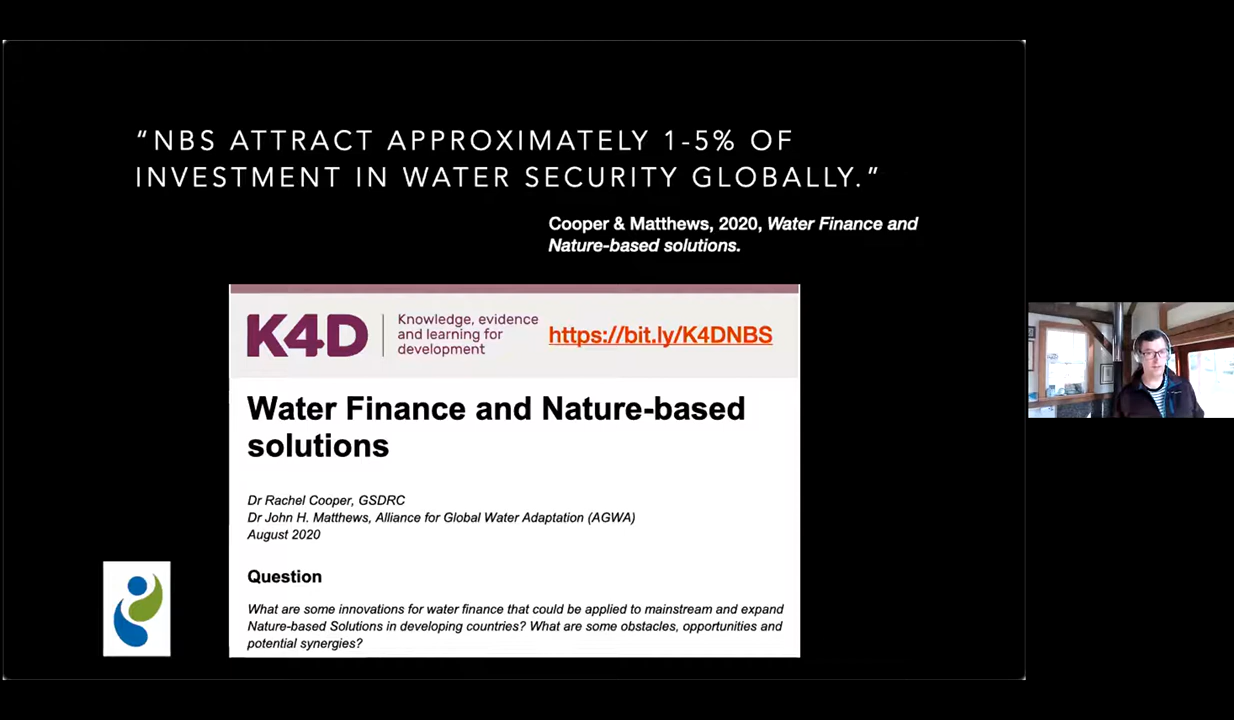 “NBS ATTRACT APPROXIMATELY 1-5% OF
INVESTMENT IN WATER SECURITY GLOBALLY.”
Cooper & Matthews, 2020, Water Finance and
Nature-based solutions.
K4D
Knowledge, evidence
and learning for
development
https://bit.ly/K4DNBS
Water Finance and Nature-based
solutions
Dr Rachel Cooper, GSDRC
Dr John H. Matthews, Alliance for Global Water Adaptation (AGWA)
August 2020
Question
What are some innovations for water finance that could be applied to mainstream and expand
Nature-based Solutions in developing countries? What are some obstacles, opportunities and
potential synergies?